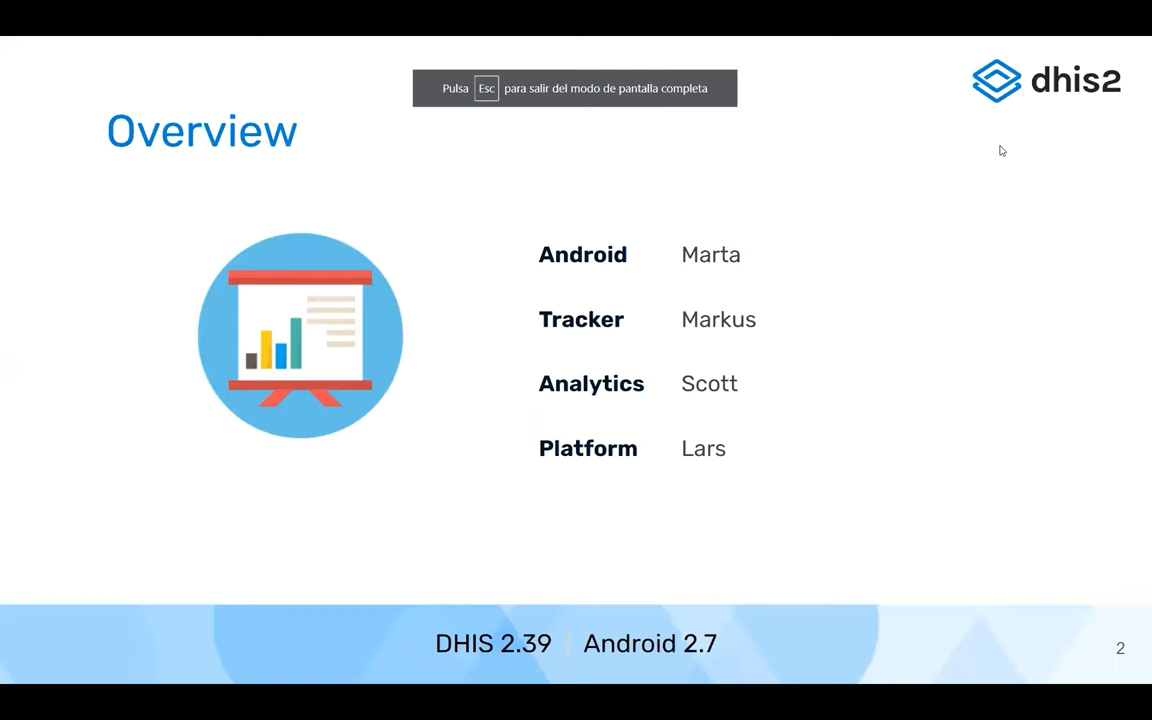 Pulsa Esc para salir del modo de pantalla completa
dhis2
Overview
Android Marta
Tracker Markus
Analytics Scott
Platform Lars
DHIS 2.39 | Android 2.7
2